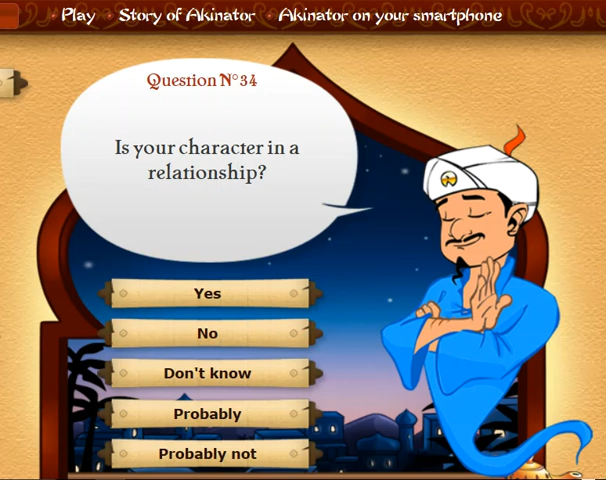 Play Story of Akinator Akinator on your smartphone
Question N°34
Is your character in a
relationship?
Yes
No
Don't know
Probably
Probably not